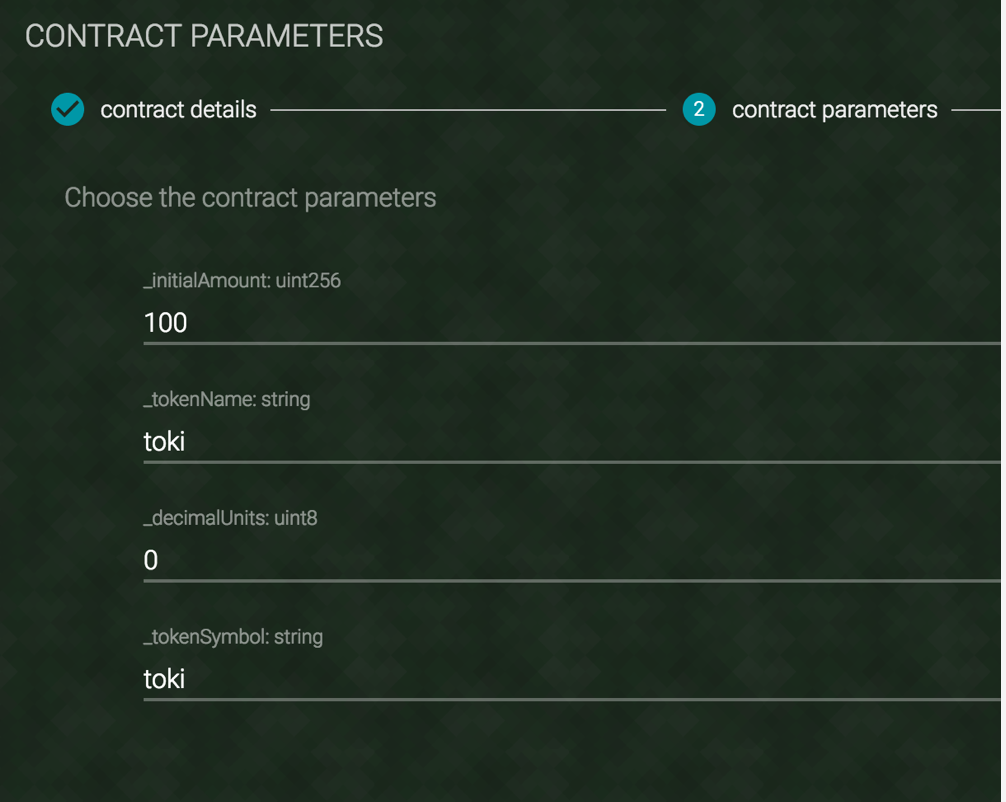 CONTRACT PARAMETERS
contract details
2 contract parameters
Choose the contract parameters
_initialAmount: uint256
100
_tokenName: string
toki
_decimalUnits: uint8
0
_tokenSymbol: string
toki